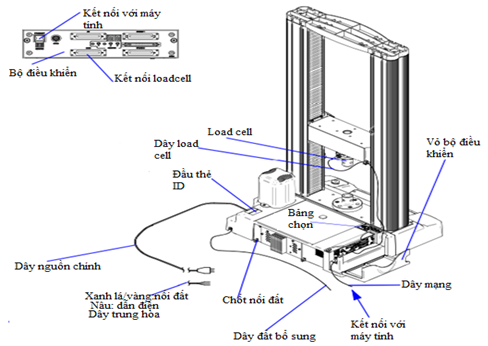 Kết nối với máy
tính
Bộ điều khiển
Kết nối loadcell
Load cell
Dây load
cell
Vỏ bộ điều
khiển
Đầu thẻ
ID
Bảng
chọn
Dây nguồn chính
Xanh lá/vàng nối đất
Nâu: dẫn điện
Dây trung hòa
Chốt nối đất
Dây mạng
Dây đất bổ sung
Kết nối với
máy tính